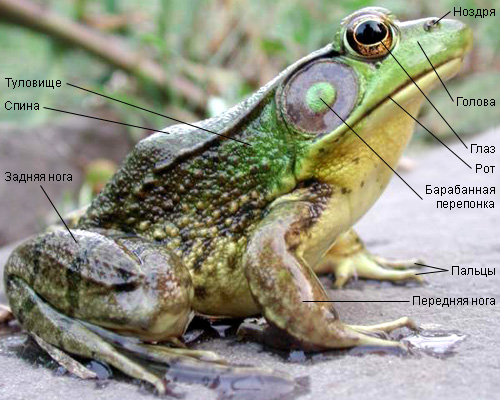 Ноздря
Туловище
Спина
Голова
Глаз
Рот
Задняя нога
Барабанная
перепонка
Пальцы
Передняя нога